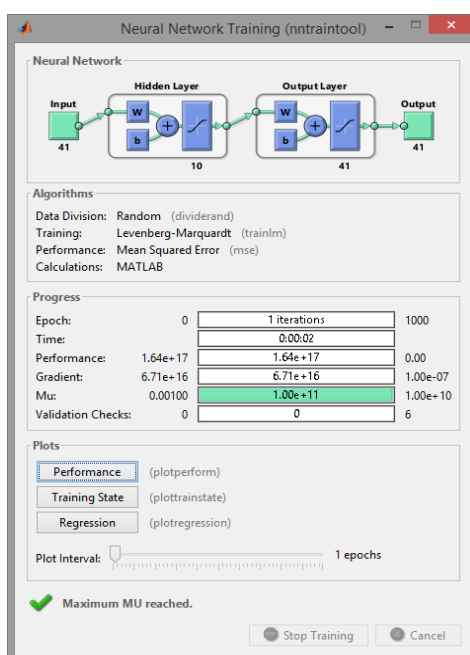 Neural Network Training (nntraintool)
Neural Network
Hidden Layer
Output Layer
Input
Output
W
W
b
b
41
41
10
41
Algorithms
Data Division: Random (dividerand)
Training: Levenberg-Marquardt (trainlm)
Performance: Mean Squared Error (mse)
Calculations: MATLAB
Progress
Epoch: 0 1 iterations 1000
Time: 0:00:02
Performance: 1.64e+17 1.64e+17 0.00
Gradient: 6.71e+16 6.71e+16 1.00e-07
Mu: 0.00100 1.00e+11 1.00e+10
Validation Checks: 0 0 6
Plots
Performance (plotperform)
Training State (plottrainstate)
Regression (plotregression)
Plot Interval: 1 epochs
Maximum MU reached.
Stop Training Cancel